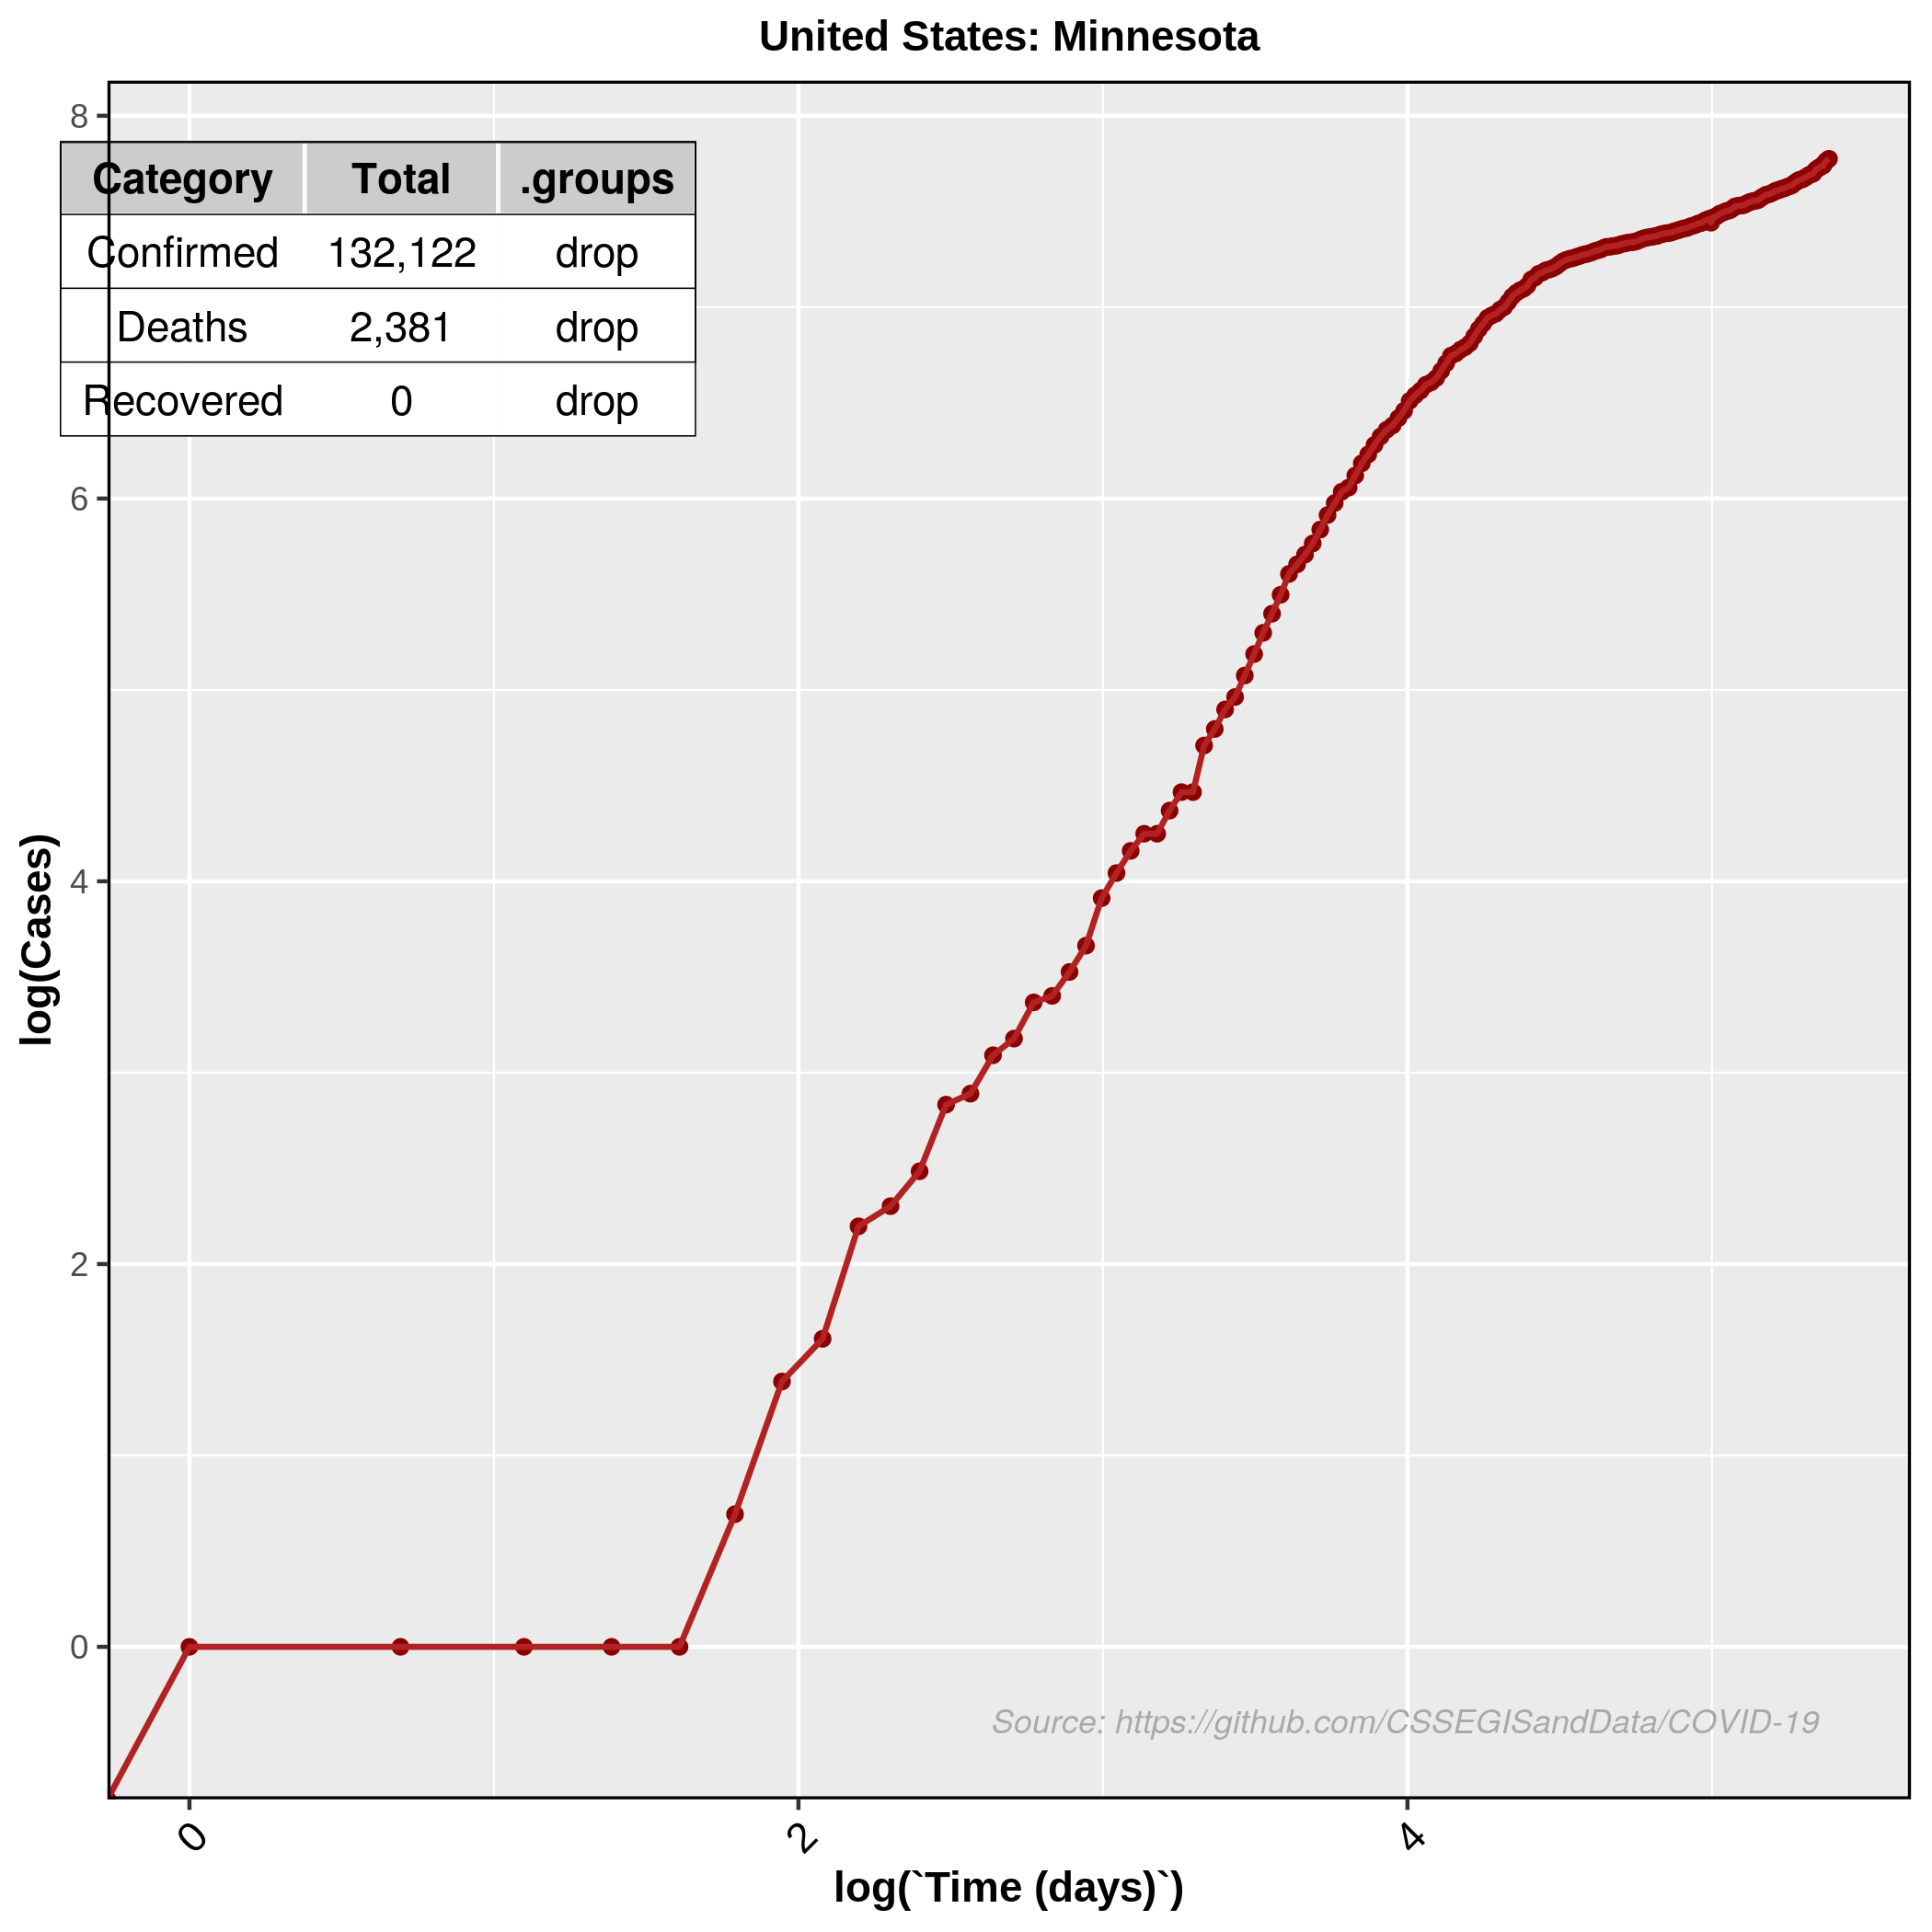 United States: Minnesota
8
Category Total .groups
Confirmed 132,122 drop
Deaths 2,381 drop
Recovered 0 drop
6
4
2
0
log(Cases)
Source: https://github.com/CSSEGISandData/COVID-19
0 2 4
log(`Time (days)`)